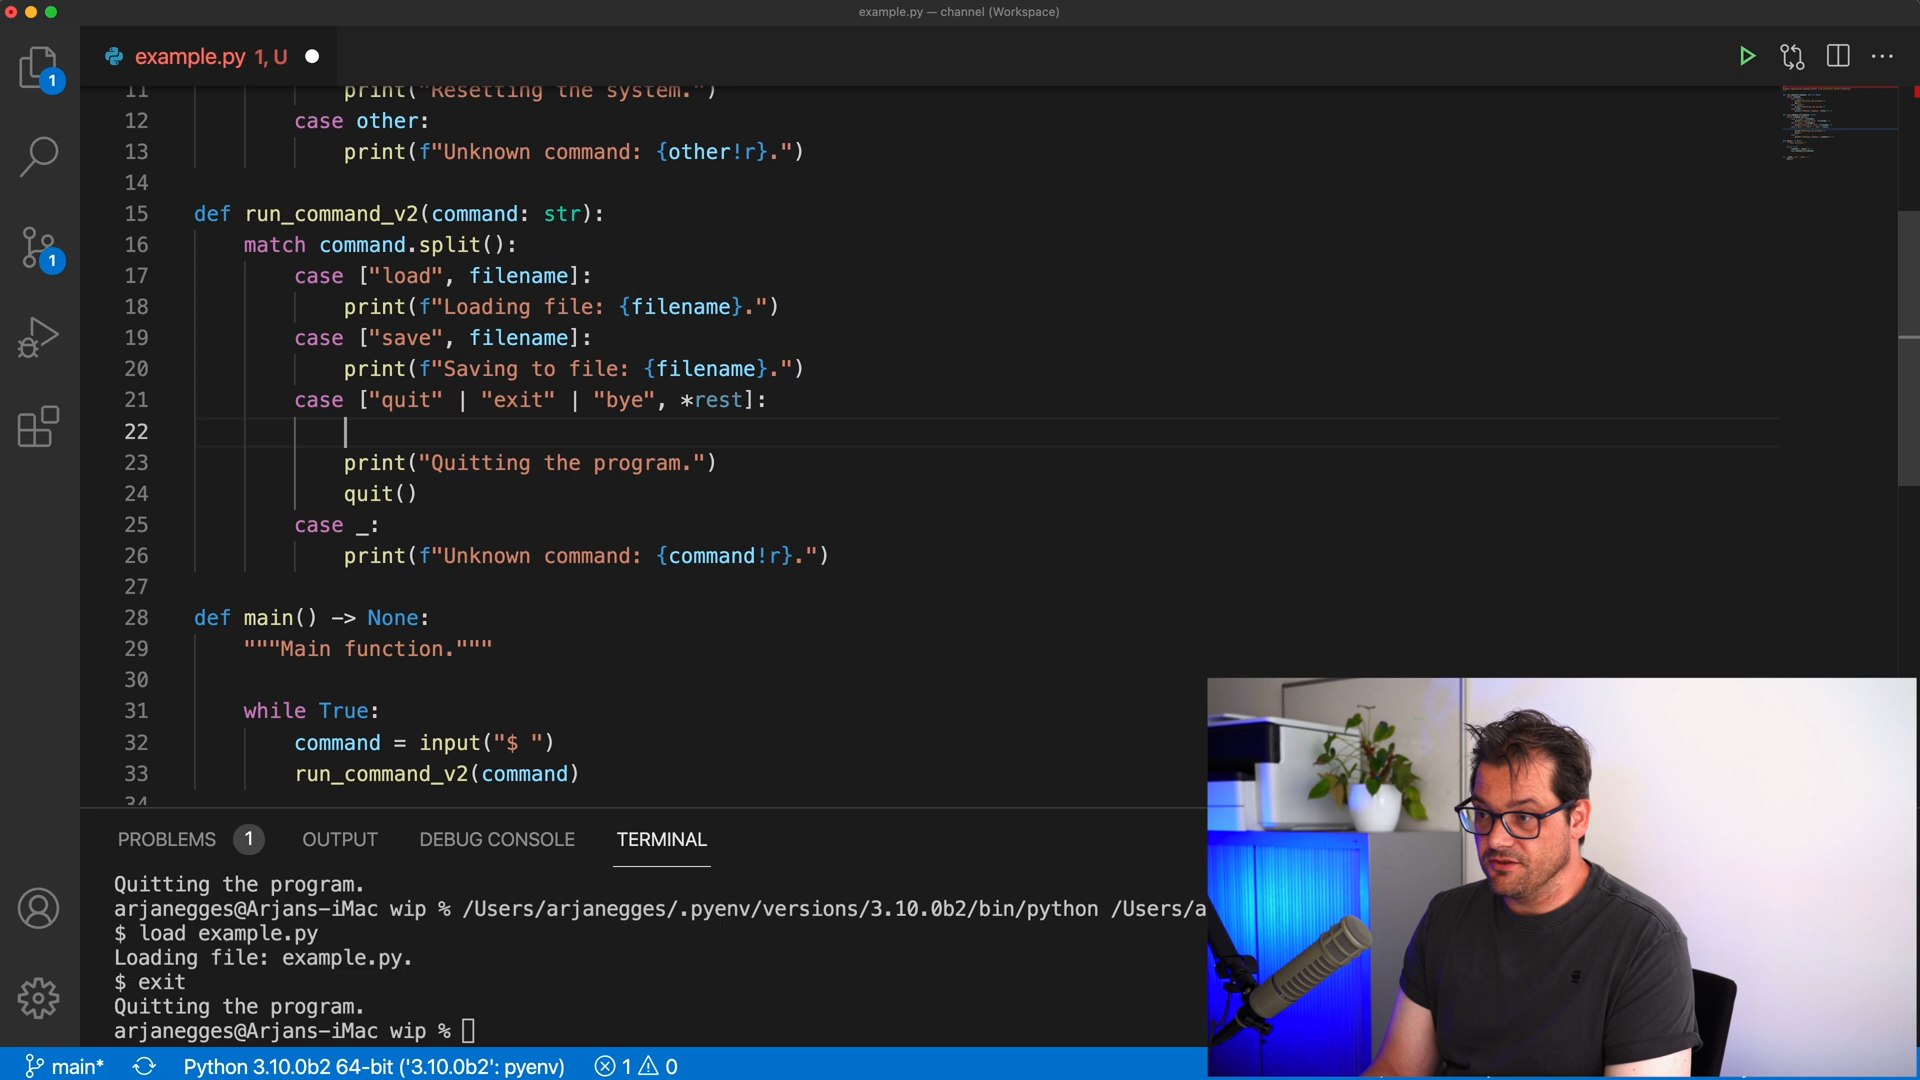 example.py — channel (Workspace)
example.py 1, U
1
11 print("Resetting the system.")
12 case other:
13 print(f"Unknown command: {other!r}.")
14
15 def run_command_v2(command: str):
16 match command.split():
17 case ["load", filename]:
18 print(f"Loading file: {filename}.")
19 case ["save", filename]:
20 print(f"Saving to file: {filename}.")
21 case ["quit" | "exit" | "bye", *rest]:
22
23 print("Quitting the program.")
24 quit()
25 case _:
26 print(f"Unknown command: {command!r}.")
27
28 def main() -> None:
29 """Main function."""
30
31 while True:
32 command = input("$ ")
33 run_command_v2(command)
34
1
PROBLEMS 1 OUTPUT DEBUG CONSOLE TERMINAL
Quitting the program.
arjanegges@Arjans-iMac wip % /Users/arjanegges/.pyenv/versions/3.10.0b2/bin/python /Users/a
$ load example.py
Loading file: example.py.
$ exit
Quitting the program.
arjanegges@Arjans-iMac wip %
main* Python 3.10.0b2 64-bit ('3.10.0b2': pyenv) 1 0